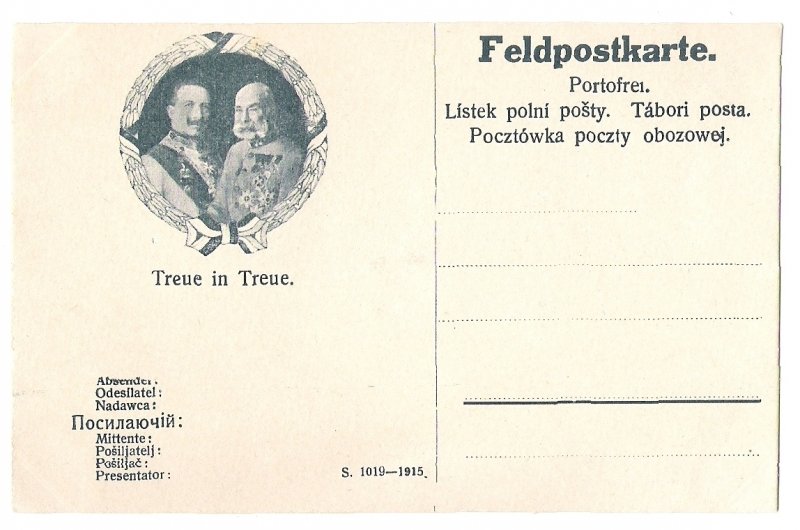 Treue in Treue.
Absender:
Odesílatel:
Nadawca:
Посилаючій:
Mittente:
Pošiljatelj:
Pošiljač:
Presentator:
S. 1019—1915.
Feldpostkarte.
Portofrei.
Lístek polní pošty. Tábori posta.
Pocztówka poczty obozowej.